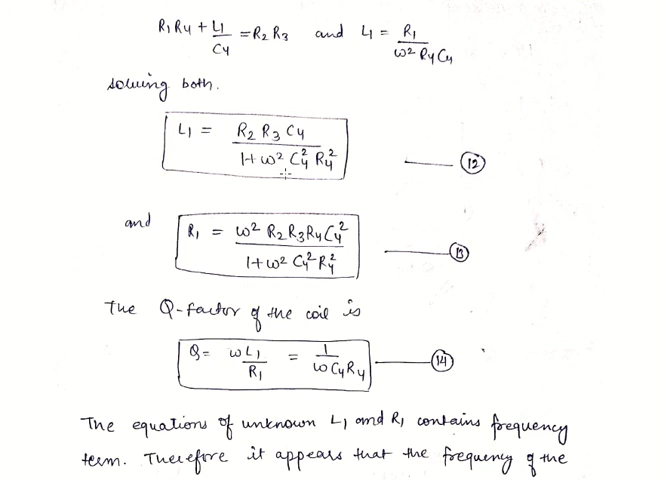 R1R4 + L1/C4 = R2 R3 and L1 = R1/ω² R4 C4
solving both.
L1 = R2 R3 C4 / 1+ω² C4² R4² — 12
and R1 = ω² R2 R3 R4 C4² / 1+ω² C4² R4² — 13
The Q-factor of the coil is
Q = ωL1/R1 = 1/ωC4R4 — 14
The equations of unknown L1 and R1 contains frequency
term. Therefore it appears that the frequency of the